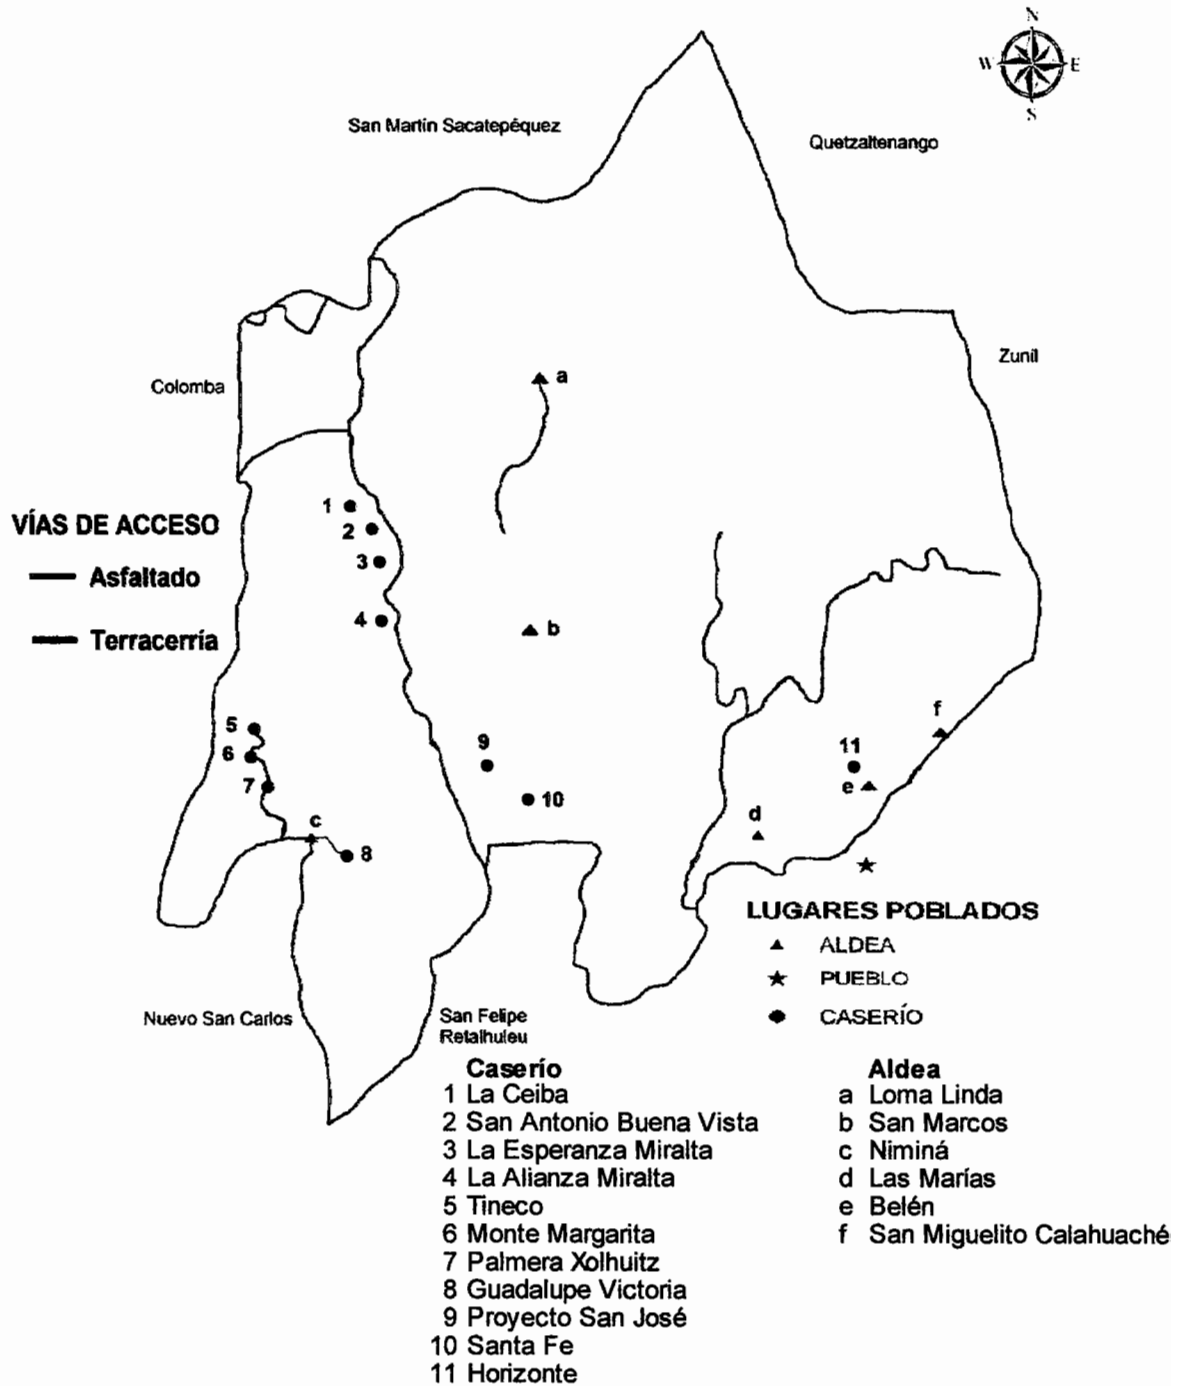 N
W E
S
San Martín Sacatepéquez
Quetzaltenango
Zunil
Colomba
a
VÍAS DE ACCESO
Asfaltado
Terracerría
1
2
3
4
b
5
6
7
c
8
9
10
f
11
e
d
LUGARES POBLADOS
ALDEA
PUEBLO
CASERÍO
Nuevo San Carlos
San Felipe
Retalhuleu
Caserío
1 La Ceiba
2 San Antonio Buena Vista
3 La Esperanza Miralta
4 La Alianza Miralta
5 Tineco
6 Monte Margarita
7 Palmera Xolhuitz
8 Guadalupe Victoria
9 Proyecto San José
10 Santa Fe
11 Horizonte
Aldea
a Loma Linda
b San Marcos
c Niminá
d Las Marías
e Belén
f San Miguelito Calahuaché